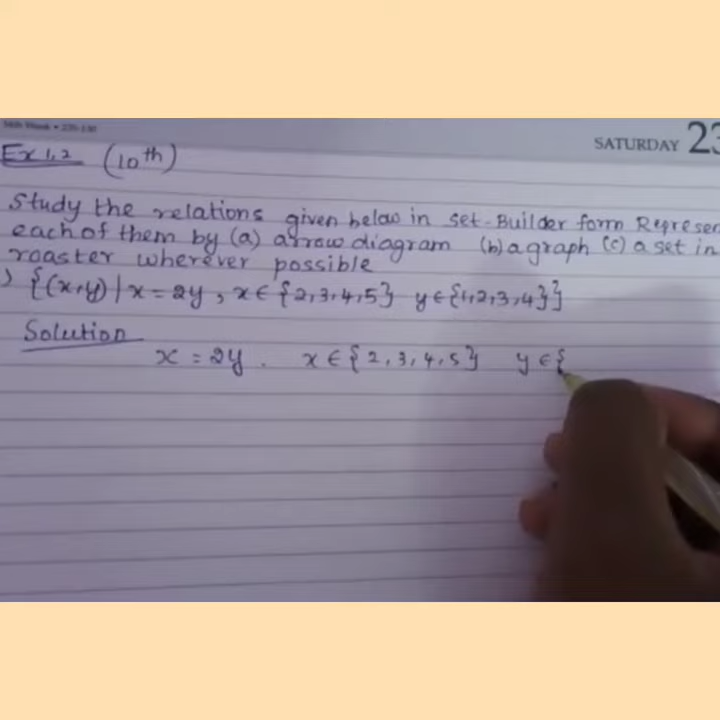 SATURDAY 23
Ex 1.2 (10th)
Study the relations given below in set-Builder form Represen
each of them by (a) arrow diagram (b) a graph (c) a set in
roaster wherever possible
) {(x,y) | x = 2y, x ∈ {2,3,4,5} y ∈ {1,2,3,4}}
Solution
x = 2y . x ∈ {2,3,4,5} y ∈ {